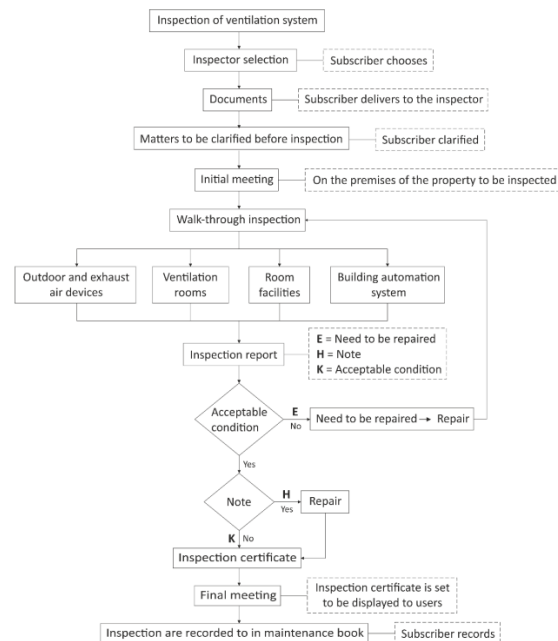 Inspection of ventilation system
Inspector selection
Subscriber chooses
Documents
Subscriber delivers to the inspector
Matters to be clarified before inspection
Subscriber clarified
Initial meeting
On the premises of the property to be inspected
Walk-through inspection
Outdoor and exhaust
air devices
Ventilation
rooms
Room
facilities
Building automation
system
Inspection report
E = Need to be repaired
H = Note
K = Acceptable condition
Acceptable
condition
E
No
Need to be repaired → Repair
Yes
Note
H
Yes
Repair
K No
Inspection certificate
Final meeting
Inspection certificate is set
to be displayed to users
Inspection are recorded to in maintenance book
Subscriber records